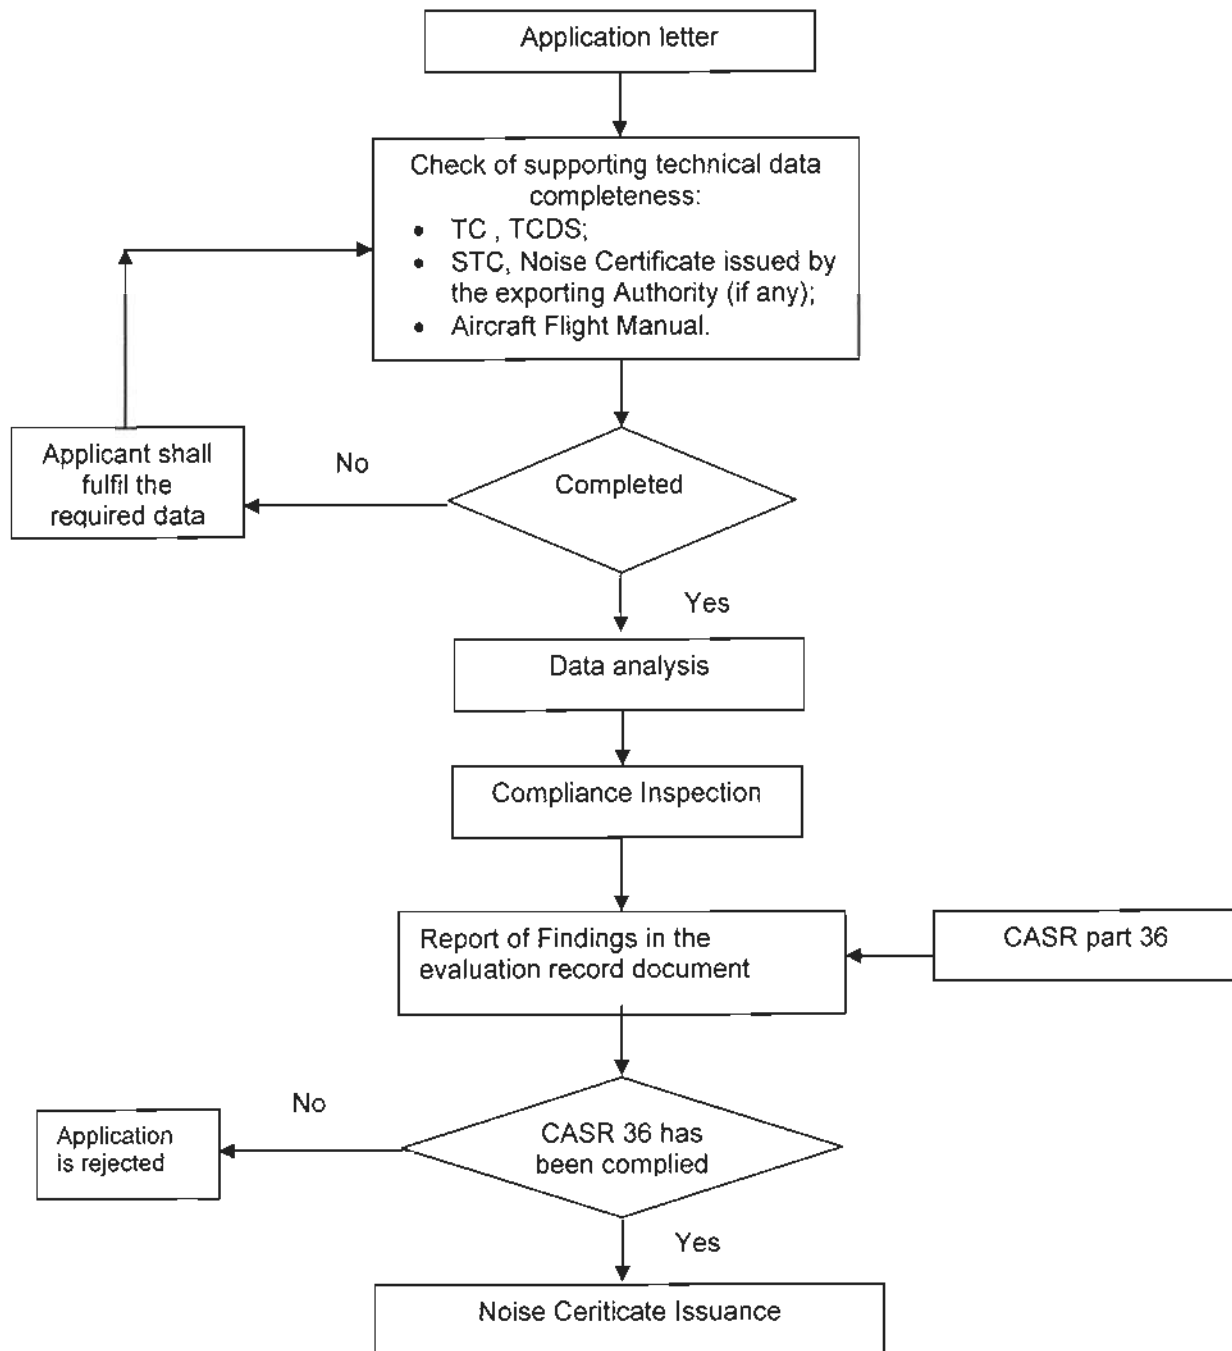 Application letter
Check of supporting technical data
completeness:
• TC , TCDS;
• STC, Noise Certificate issued by
the exporting Authority (if any);
• Aircraft Flight Manual.
Applicant shall
fulfil the
required data
No
Completed
Yes
Data analysis
Compliance Inspection
Report of Findings in the
evaluation record document
CASR part 36
No
Application
is rejected
CASR 36 has
been complied
Yes
Noise Ceriticate Issuance